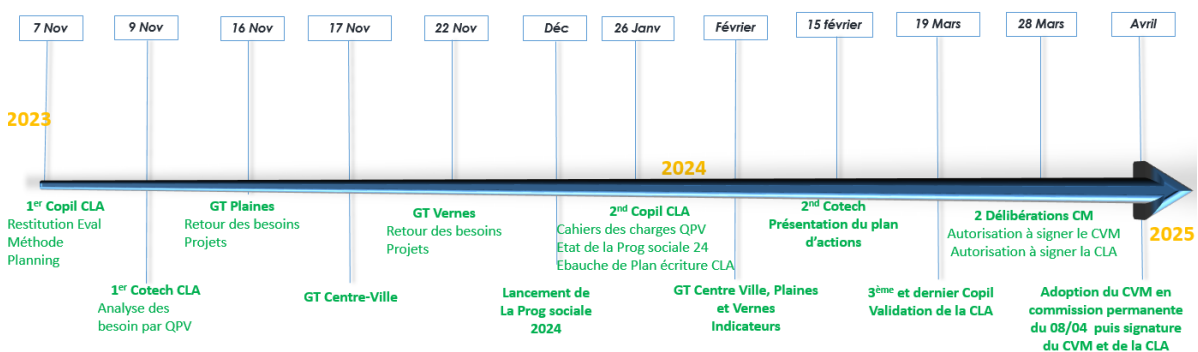 7 Nov
9 Nov
16 Nov
17 Nov
22 Nov
Déc
26 Janv
Février
15 février
19 Mars
28 Mars
Avril
2023
2024
2025
1er Copil CLA
Restitution Eval
Méthode
Planning
1er Cotech CLA
Analyse des
besoin par QPV
GT Plaines
Retour des besoins
Projets
GT Centre-Ville
GT Vernes
Retour des besoins
Projets
Lancement de
La Prog sociale
2024
2nd Copil CLA
Cahiers des charges QPV
Etat de la Prog sociale 24
Ebauche de Plan écriture CLA
GT Centre Ville, Plaines
et Vernes
Indicateurs
2nd Cotech
Présentation du plan
d'actions
3ème et dernier Copil
Validation de la CLA
2 Délibérations CM
Autorisation à signer le CVM
Autorisation à signer la CLA
Adoption du CVM en
commission permanente
du 08/04 puis signature
du CVM et de la CLA